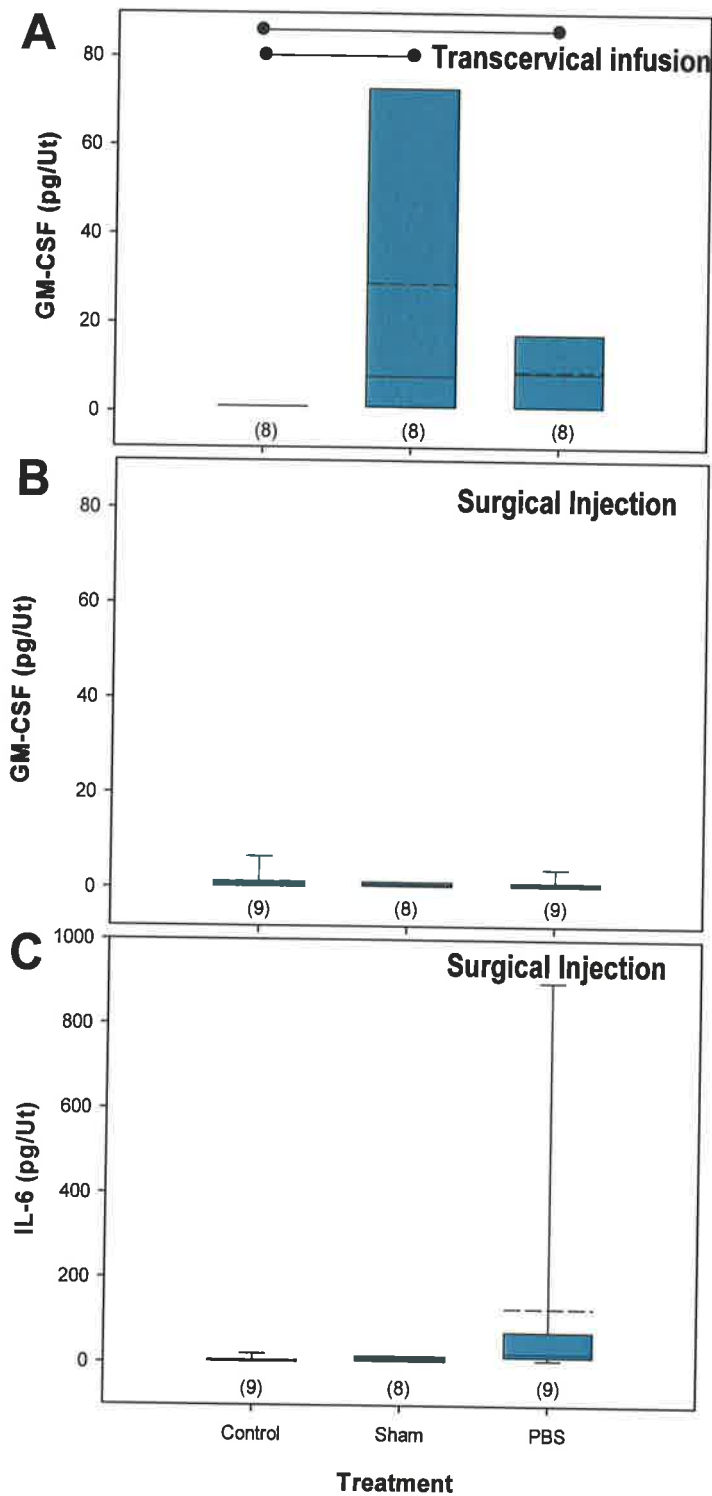 A
Transcervical infusion
GM-CSF (pg/Ut)
80
60
40
20
0
(8)
(8)
(8)
B
Surgical Injection
GM-CSF (pg/Ut)
80
60
40
20
0
(9)
(8)
(9)
C
Surgical Injection
IL-6 (pg/Ut)
1000
800
600
400
200
0
(9)
(8)
(9)
Control
Sham
PBS
Treatment